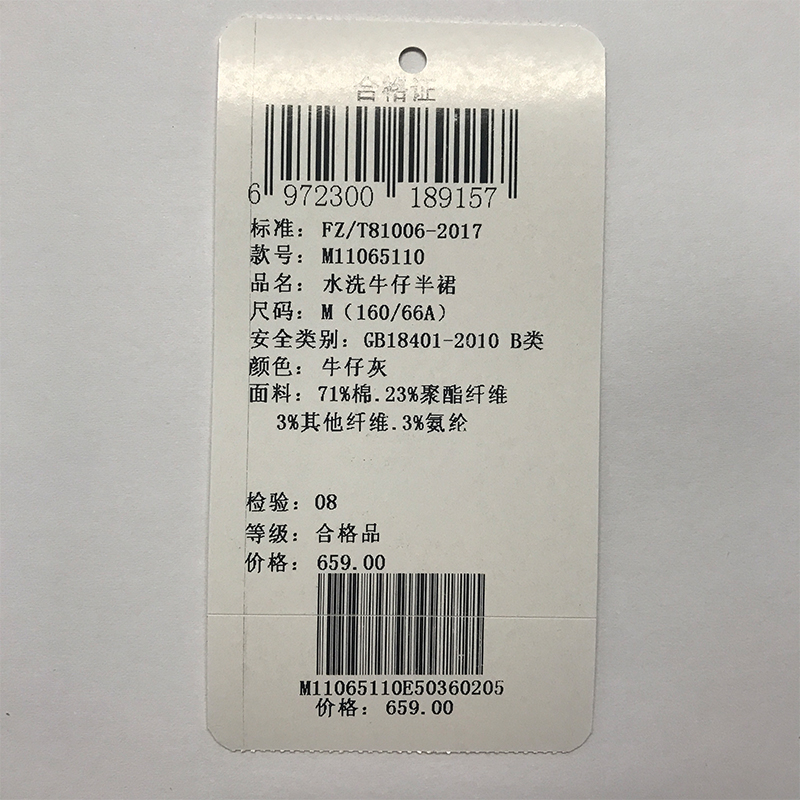 合格证
6 972300 189157
标准：FZ/T81006-2017
款号：M11065110
品名：水洗牛仔半裙
尺码：M（160/66A）
安全类别：GB18401-2010 B类
颜色：牛仔灰
面料：71%棉.23%聚酯纤维
3%其他纤维.3%氨纶
检验：08
等级：合格品
价格：659.00
M11065110E50360205
价格：659.00